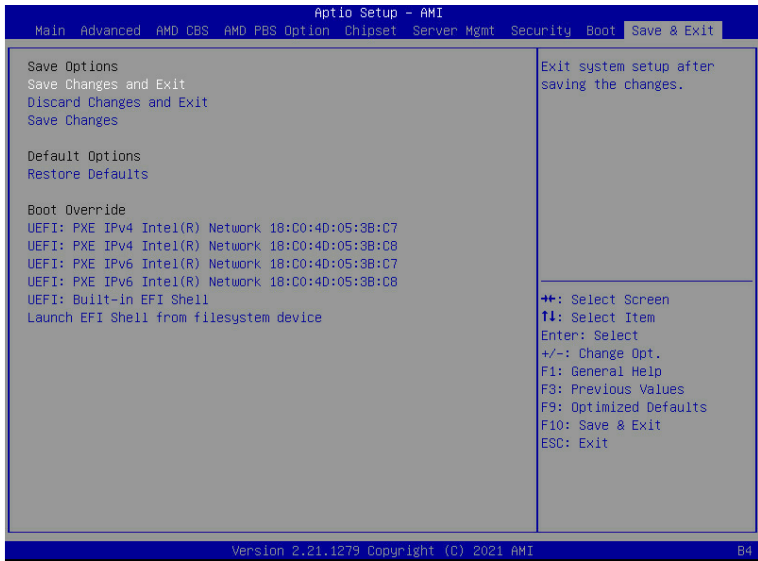 Aptio Setup – AMI
Main Advanced AMD CBS AMD PBS Option Chipset Server Mgmt Security Boot Save & Exit
Save Options
Save Changes and Exit
Discard Changes and Exit
Save Changes
Default Options
Restore Defaults
Boot Override
UEFI: PXE IPv4 Intel(R) Network 18:C0:4D:05:3B:C7
UEFI: PXE IPv4 Intel(R) Network 18:C0:4D:05:3B:C8
UEFI: PXE IPv6 Intel(R) Network 18:C0:4D:05:3B:C7
UEFI: PXE IPv6 Intel(R) Network 18:C0:4D:05:3B:C8
UEFI: Built-in EFI Shell
Launch EFI Shell from filesystem device
Exit system setup after
saving the changes.
→←: Select Screen
↑↓: Select Item
Enter: Select
+/-: Change Opt.
F1: General Help
F3: Previous Values
F9: Optimized Defaults
F10: Save & Exit
ESC: Exit
Version 2.21.1279 Copyright (C) 2021 AMI
B4